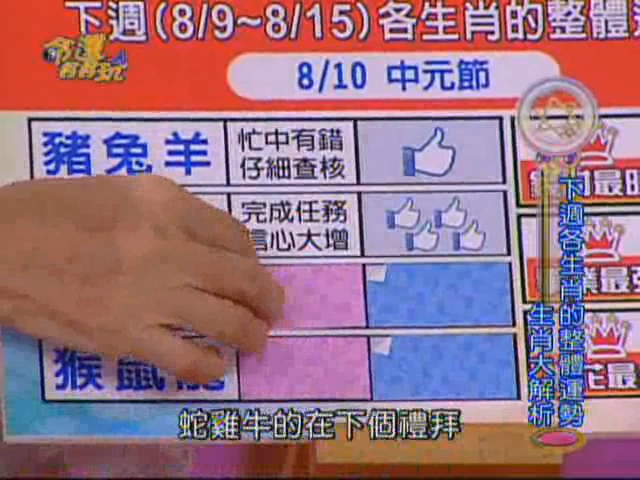 下週(8/9~8/15)各生肖的整體
8/10 中元節
豬兔羊
忙中有錯
仔細查核
完成任務
信心大增
猴鼠
下週各生肖的整體運勢
生肖大解析
蛇雞牛的在下個禮拜